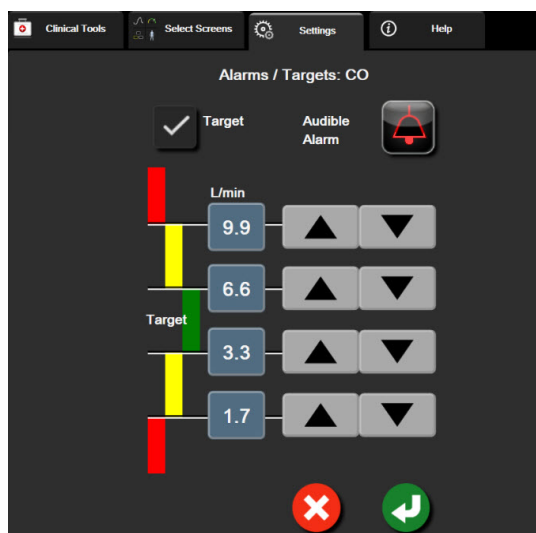 Clinical Tools
Select Screens
Settings
Help
Alarms / Targets: CO
Target
Audible
Alarm
L/min
9.9
6.6
Target
3.3
1.7